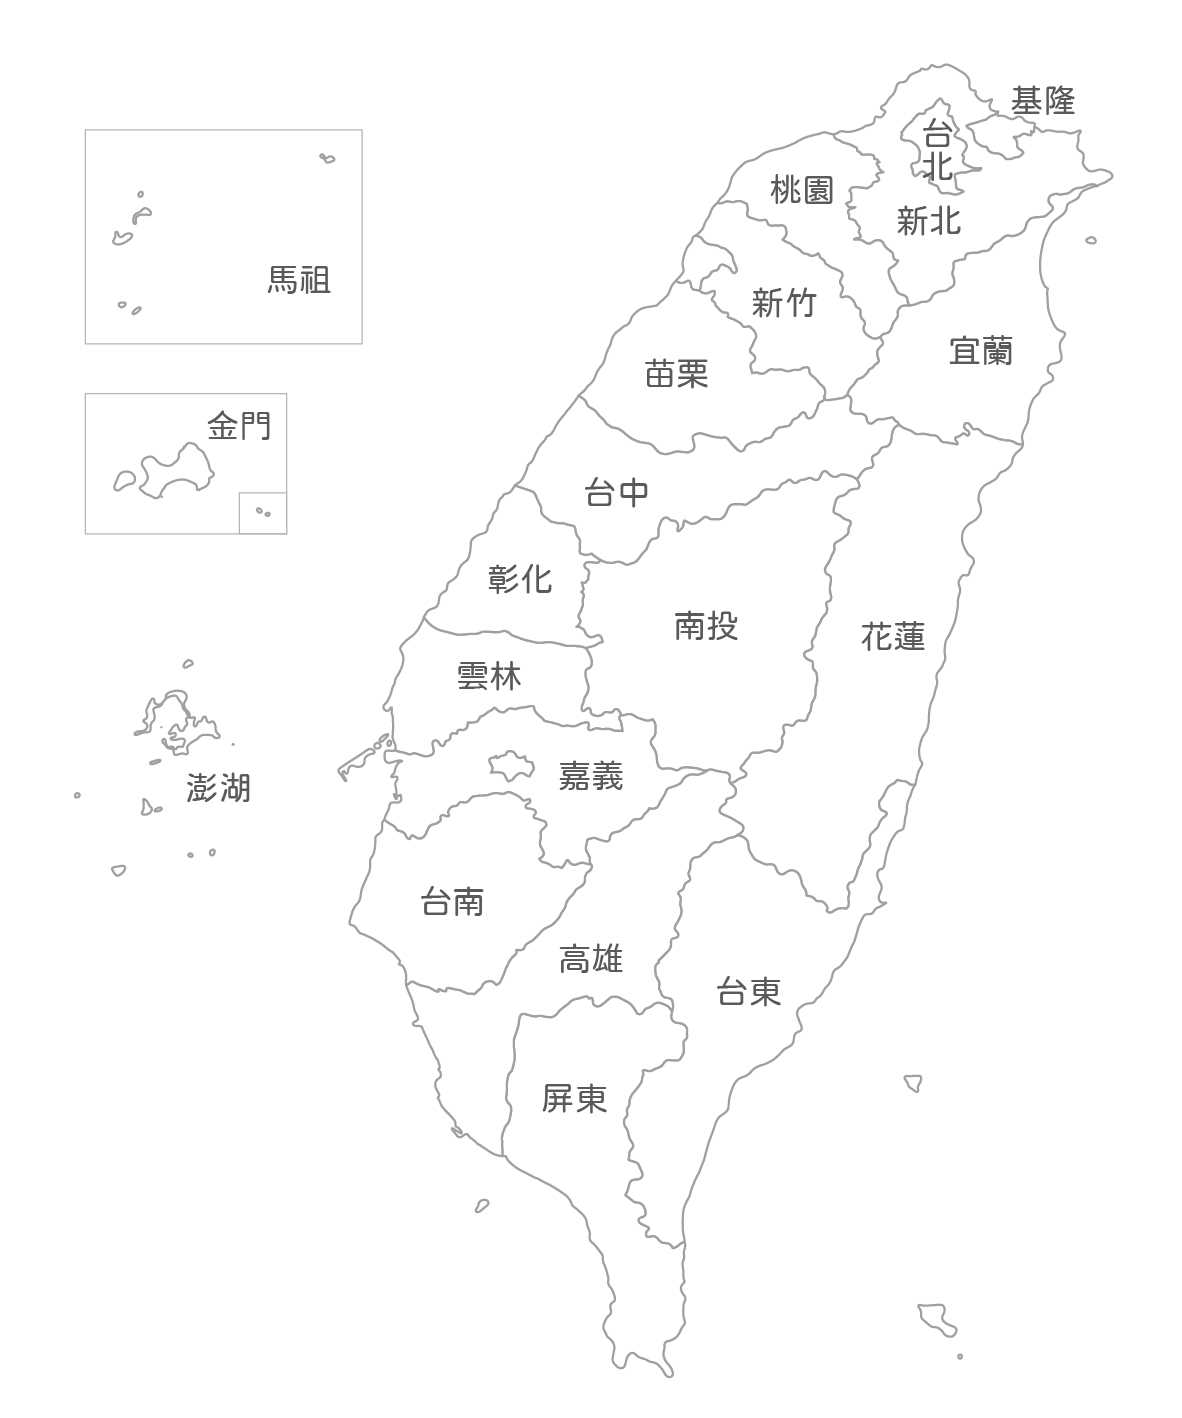 基隆
台
北
桃園
新北
馬祖
新竹
宜蘭
苗栗
金門
台中
彰化
南投
花蓮
雲林
嘉義
澎湖
台南
高雄
台東
屏東